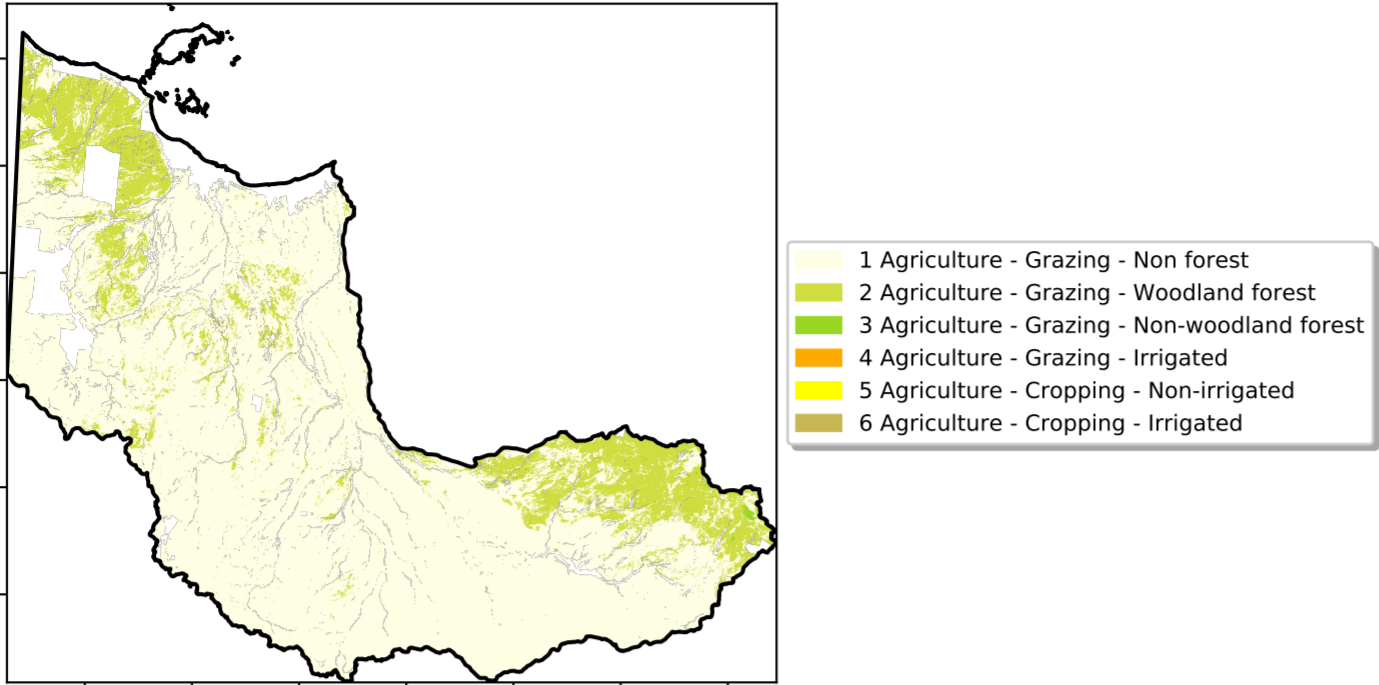 1 Agriculture - Grazing - Non forest
2 Agriculture - Grazing - Woodland forest
3 Agriculture - Grazing - Non-woodland forest
4 Agriculture - Grazing - Irrigated
5 Agriculture - Cropping - Non-irrigated
6 Agriculture - Cropping - Irrigated